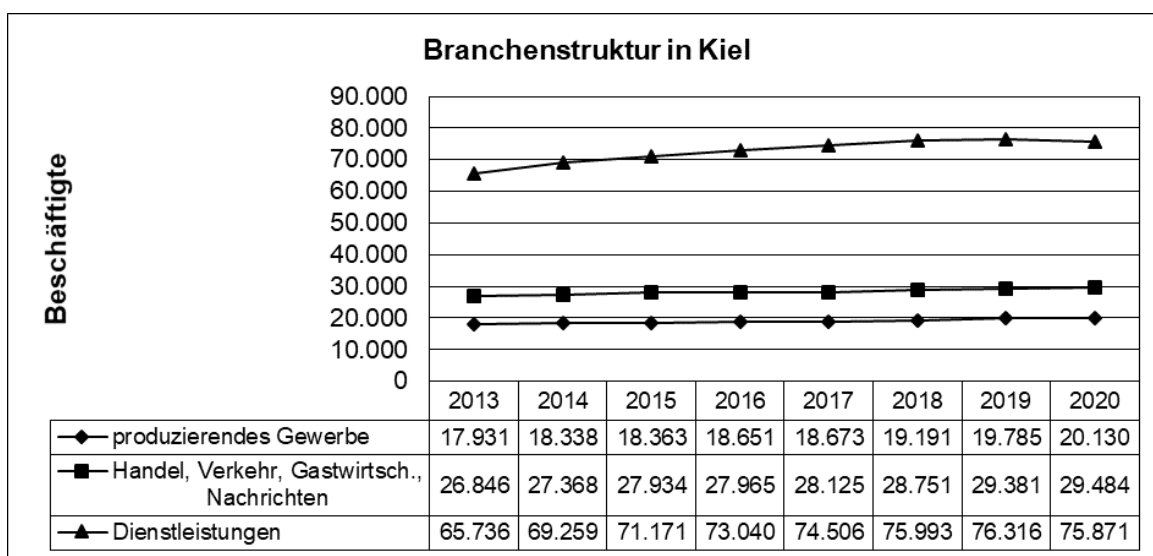 Branchenstruktur in Kiel
Beschäftigte
90.000
80.000
70.000
60.000
50.000
40.000
30.000
20.000
10.000
0
2013 2014 2015 2016 2017 2018 2019 2020
produzierendes Gewerbe 17.931 18.338 18.363 18.651 18.673 19.191 19.785 20.130
Handel, Verkehr, Gastwirtsch.,
Nachrichten 26.846 27.368 27.934 27.965 28.125 28.751 29.381 29.484
Dienstleistungen 65.736 69.259 71.171 73.040 74.506 75.993 76.316 75.871